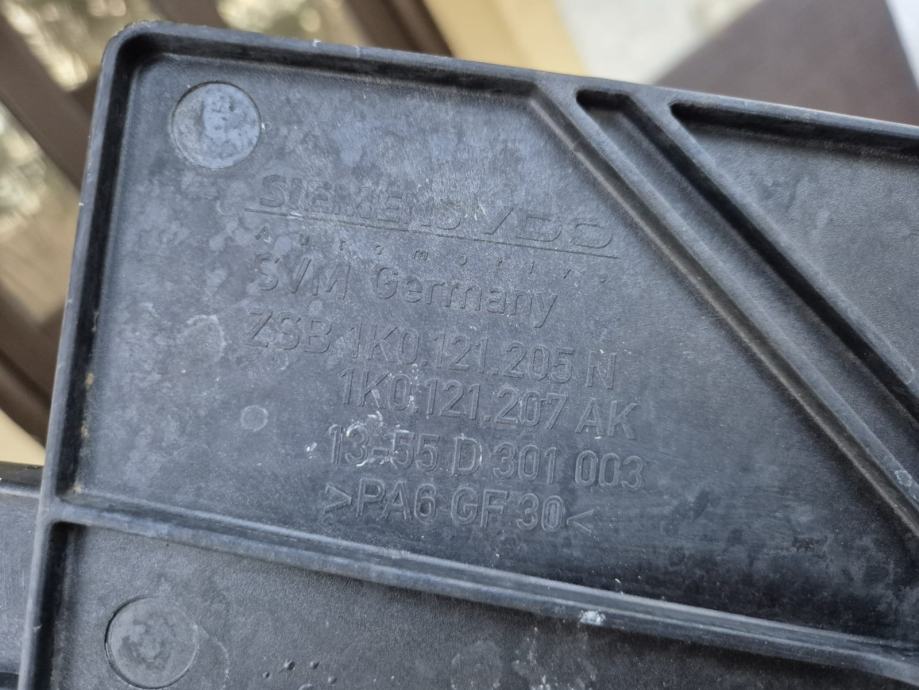 SIEMENS VDO
AUTOMOTIVE
SVM Germany
ZSB 1K0.121.205 N
1K0.121.207 AK
13-55 D 301 003
>PA6 GF 30<